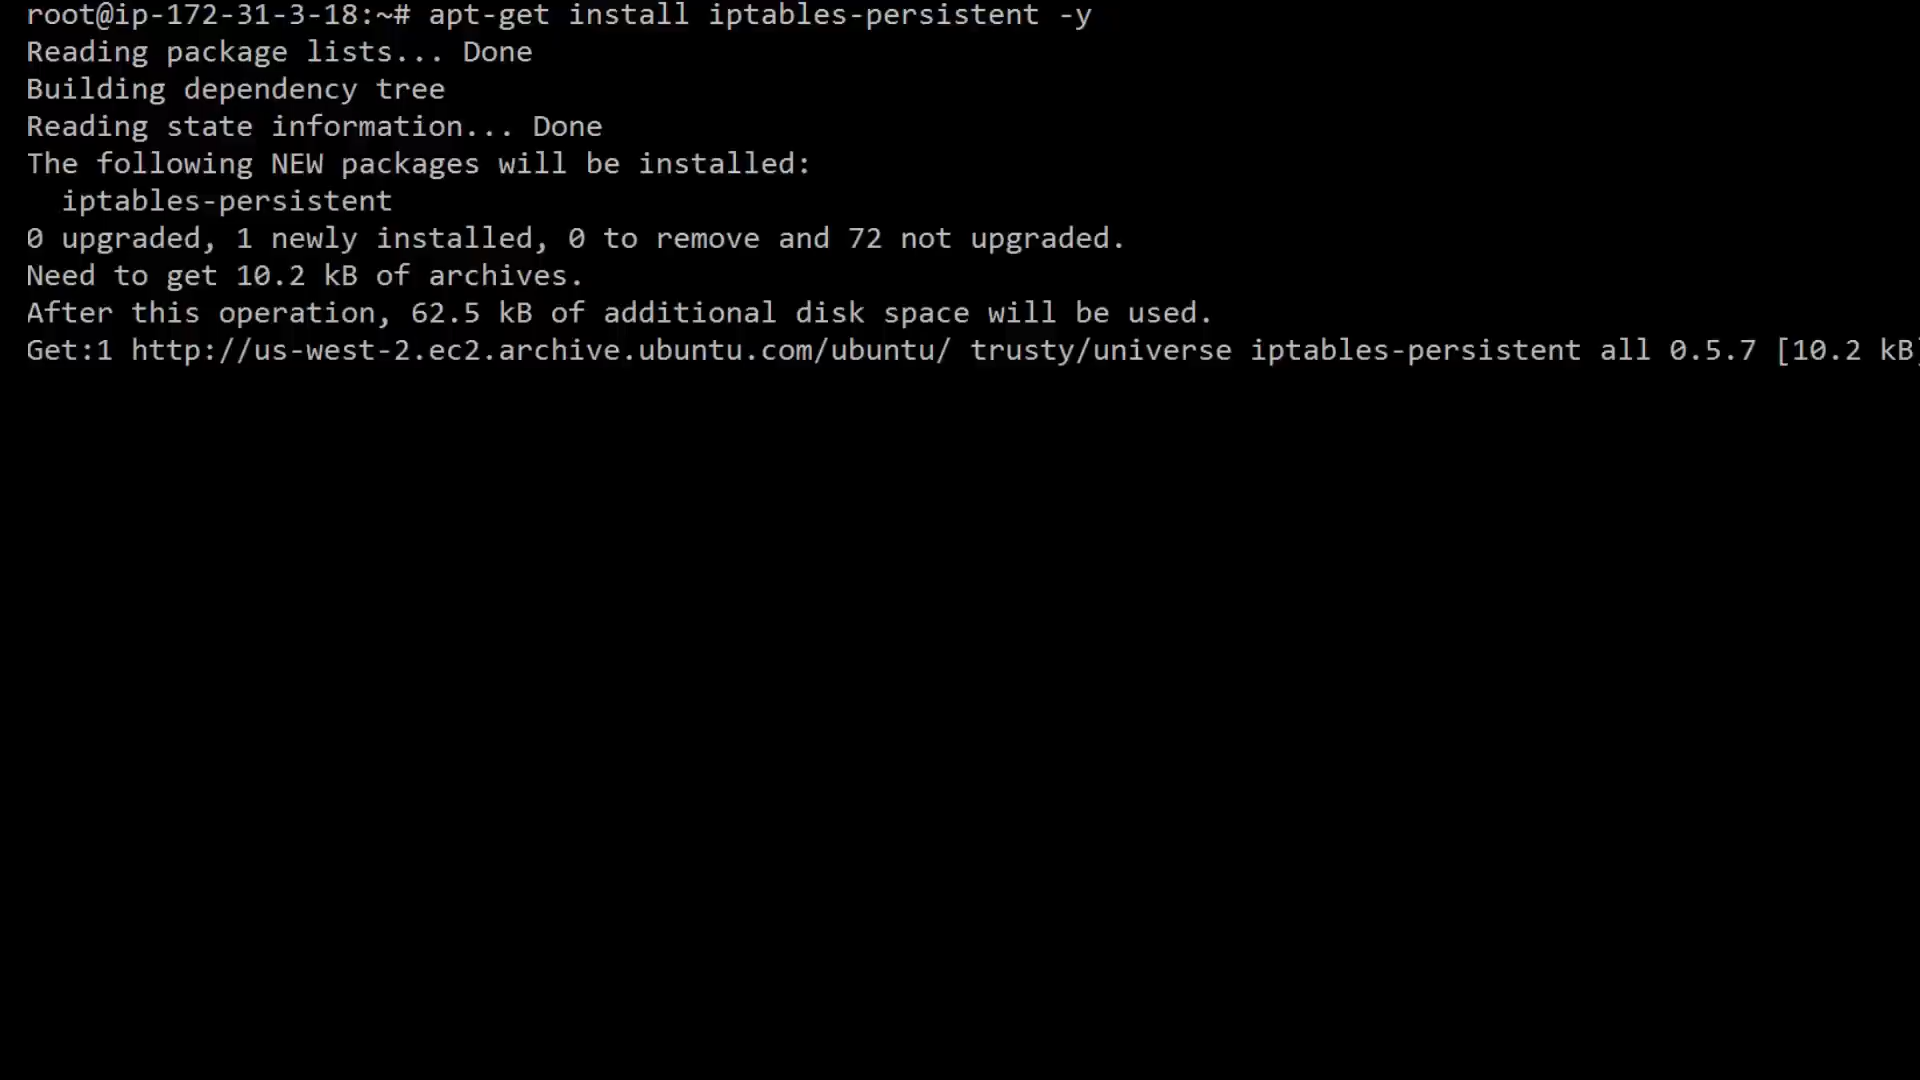 root@ip-172-31-3-18:~# apt-get install iptables-persistent -y
Reading package lists... Done
Building dependency tree
Reading state information... Done
The following NEW packages will be installed:
  iptables-persistent
0 upgraded, 1 newly installed, 0 to remove and 72 not upgraded.
Need to get 10.2 kB of archives.
After this operation, 62.5 kB of additional disk space will be used.
Get:1 http://us-west-2.ec2.archive.ubuntu.com/ubuntu/ trusty/universe iptables-persistent all 0.5.7 [10.2 kB]